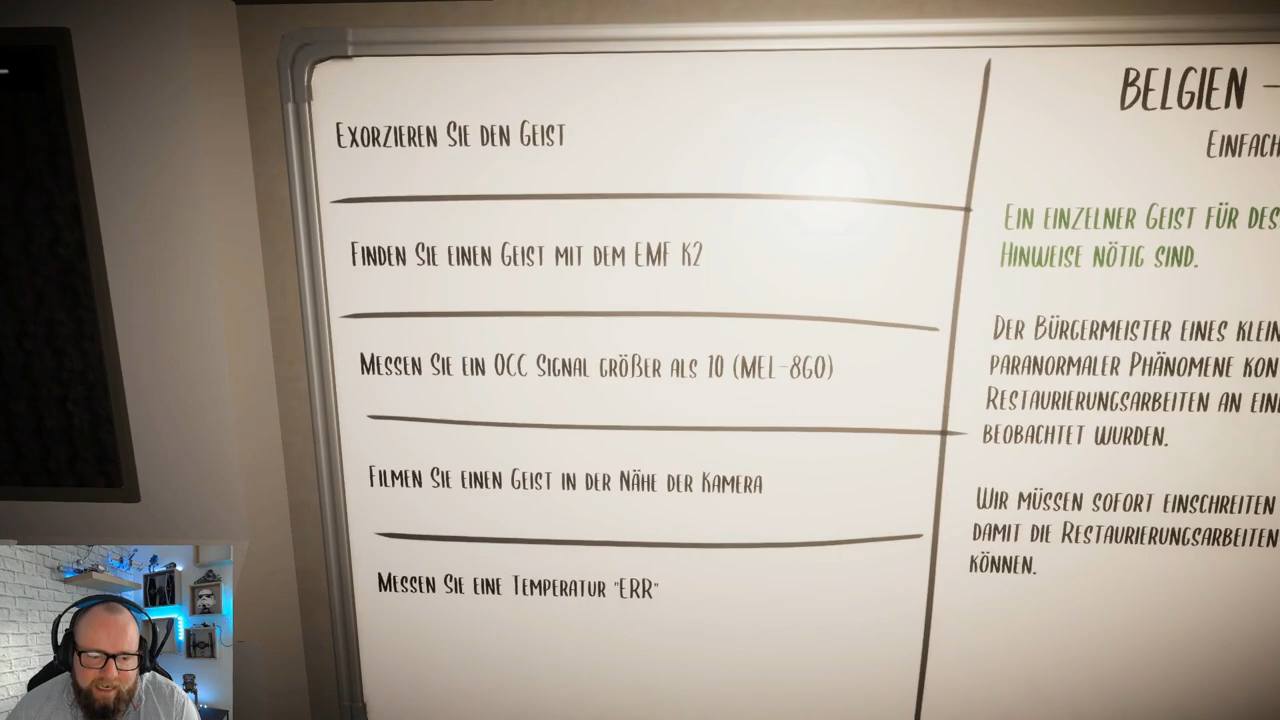 Exorzieren Sie den Geist
Finden Sie einen Geist mit dem EMF K2
Messen Sie ein OCC Signal größer als 10 (MEL-8GO)
Filmen Sie einen Geist in der Nähe der Kamera
Messen Sie eine Temperatur "ERR"
BELGIEN -
Einfach
Ein einzelner Geist für des
Hinweise nötig sind.
Der Bürgermeister eines klein
paranormaler Phänomene kon
Restaurierungsarbeiten an ein
beobachtet wurden.
Wir müssen sofort einschreiten
damit die Restaurierungsarbeiten
können.